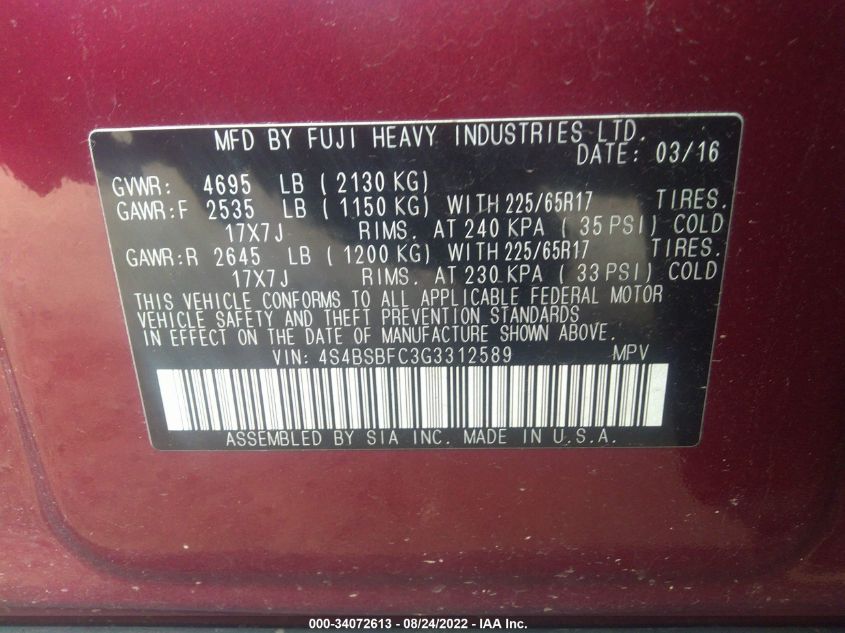 MFD BY FUJI HEAVY INDUSTRIES LTD.
DATE: 03/16
GVWR: 4695 LB (2130 KG)
GAWR:F 2535 LB (1150 KG) WITH 225/65R17 TIRES.
17X7J RIMS. AT 240 KPA (35 PSI) COLD
GAWR:R 2645 LB (1200 KG) WITH 225/65R17 TIRES.
17X7J RIMS. AT 230 KPA (33 PSI) COLD
THIS VEHICLE CONFORMS TO ALL APPLICABLE FEDERAL MOTOR
VEHICLE SAFETY AND THEFT PREVENTION STANDARDS
IN EFFECT ON THE DATE OF MANUFACTURE SHOWN ABOVE.
VIN: 4S4BSBFC3G3312589 MPV
ASSEMBLED BY SIA INC. MADE IN U.S.A.
000-34072613 - 08/24/2022 - IAA Inc.